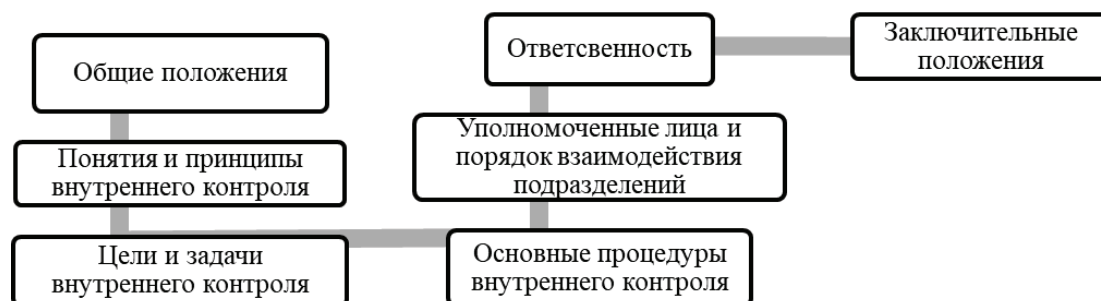 Общие положения
Понятия и принципы
внутреннего контроля
Цели и задачи
внутреннего контроля
Основные процедуры
внутреннего контроля
Уполномоченные лица и
порядок взаимодействия
подразделений
Ответсвенность
Заключительные
положения